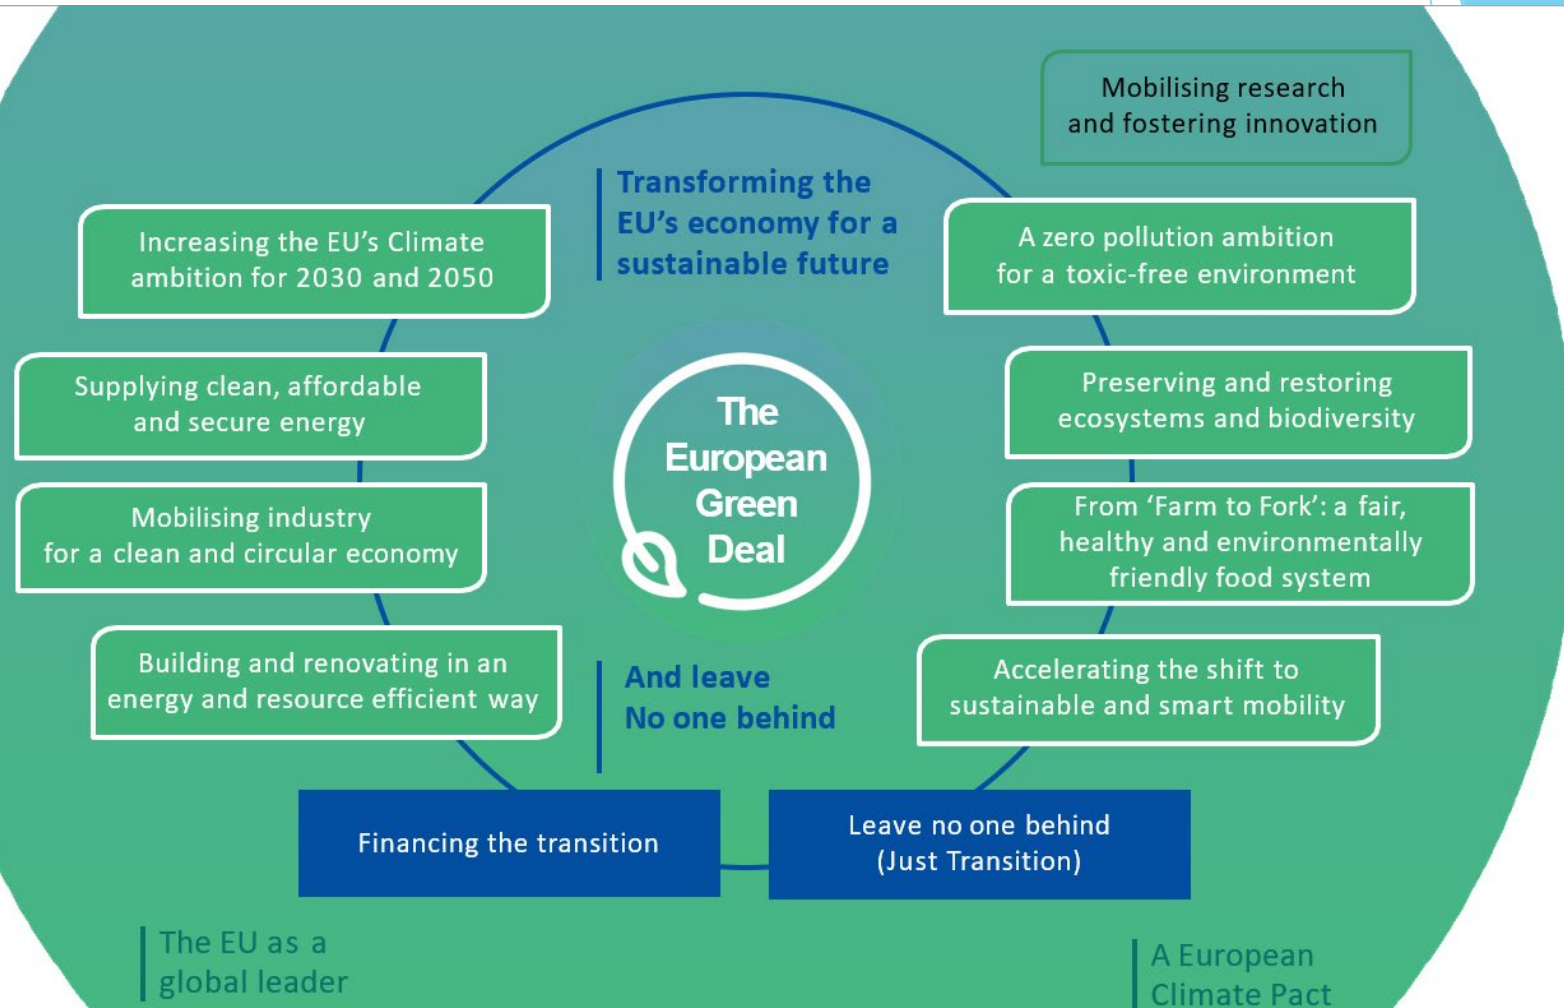 Mobilising research
and fostering innovation
Transforming the
EU's economy for a
sustainable future
Increasing the EU's Climate
ambition for 2030 and 2050
A zero pollution ambition
for a toxic-free environment
Supplying clean, affordable
and secure energy
Preserving and restoring
ecosystems and biodiversity
The
European
Green
Deal
Mobilising industry
for a clean and circular economy
From ‘Farm to Fork’: a fair,
healthy and environmentally
friendly food system
Building and renovating in an
energy and resource efficient way
And leave
No one behind
Accelerating the shift to
sustainable and smart mobility
Financing the transition
Leave no one behind
(Just Transition)
The EU as a
global leader
A European
Climate Pact